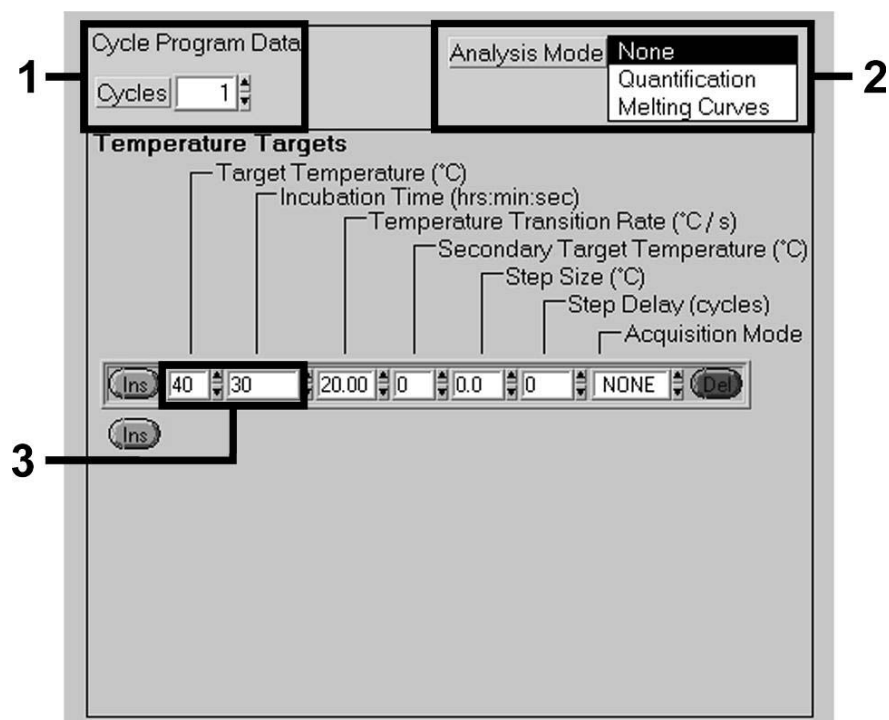 Cycle Program Data
1
Cycles 1
Analysis Mode None
Quantification
Melting Curves
2
Temperature Targets
Target Temperature (°C)
Incubation Time (hrs:min:sec)
Temperature Transition Rate (°C / s)
Secondary Target Temperature (°C)
Step Size (°C)
Step Delay (cycles)
Acquisition Mode
Ins 40 30 20.00 0 0.0 0 NONE Del
Ins
3